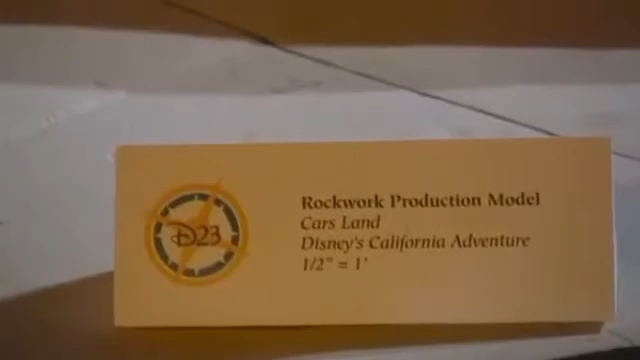 D23
Rockwork Production Model
Cars Land
Disney's California Adventure
1/2" = 1'